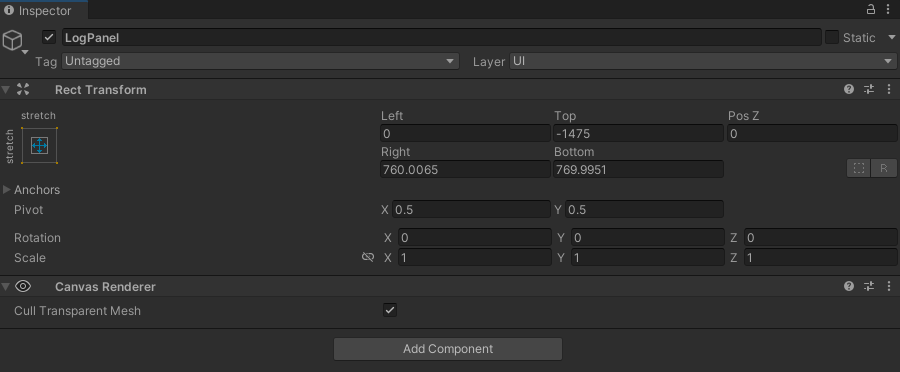 Inspector
LogPanel
Static
Tag Untagged Layer UI
Rect Transform
stretch
stretch
Left Top Pos Z
0 -1475 0
Right Bottom
760.0065 769.9951
R
Anchors
Pivot X 0.5 Y 0.5
Rotation X 0 Y 0 Z 0
Scale X 1 Y 1 Z 1
Canvas Renderer
Cull Transparent Mesh
Add Component